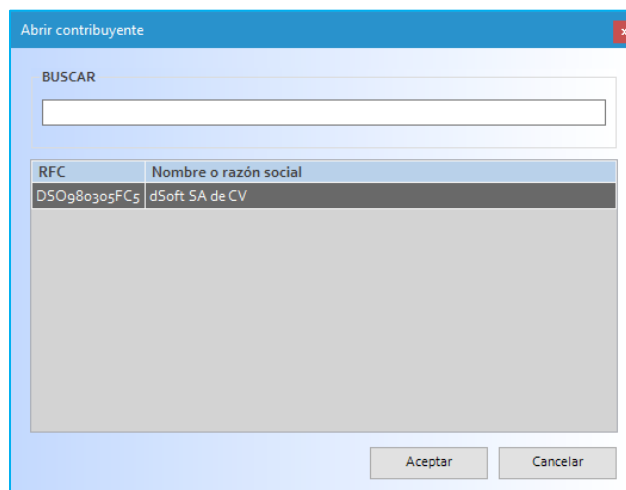 Abrir contribuyente
x
BUSCAR
RFC Nombre o razón social
DSO980305FC5 dSoft SA de CV
Aceptar Cancelar